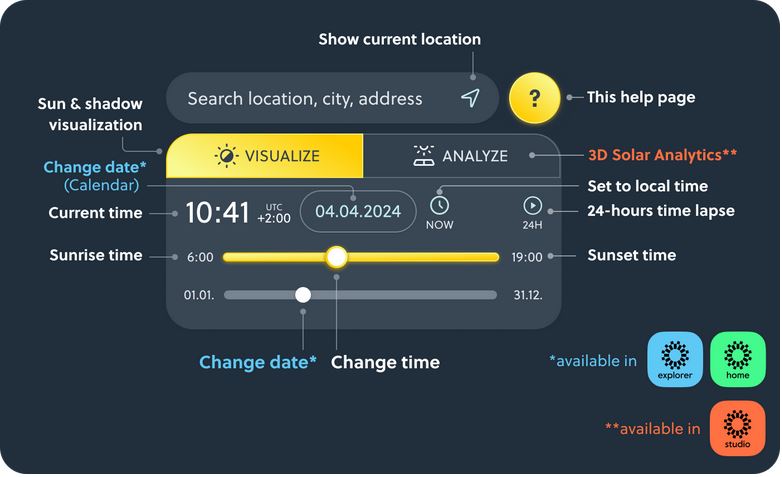 Show current location
Search location, city, address
?
This help page
Sun & shadow
visualization
VISUALIZE
ANALYZE
3D Solar Analytics**
Change date*
(Calendar)
Set to local time
Current time
10:41
UTC
+2:00
04.04.2024
NOW
24H
24-hours time lapse
Sunrise time
6:00
19:00
Sunset time
01.01.
31.12.
Change date*
Change time
*available in
explorer
home
**available in
studio